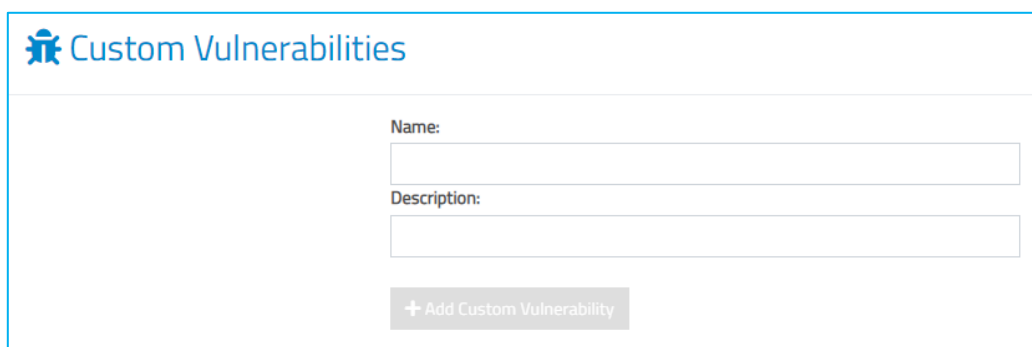 Custom Vulnerabilities
Name:
Description:
+ Add Custom Vulnerability